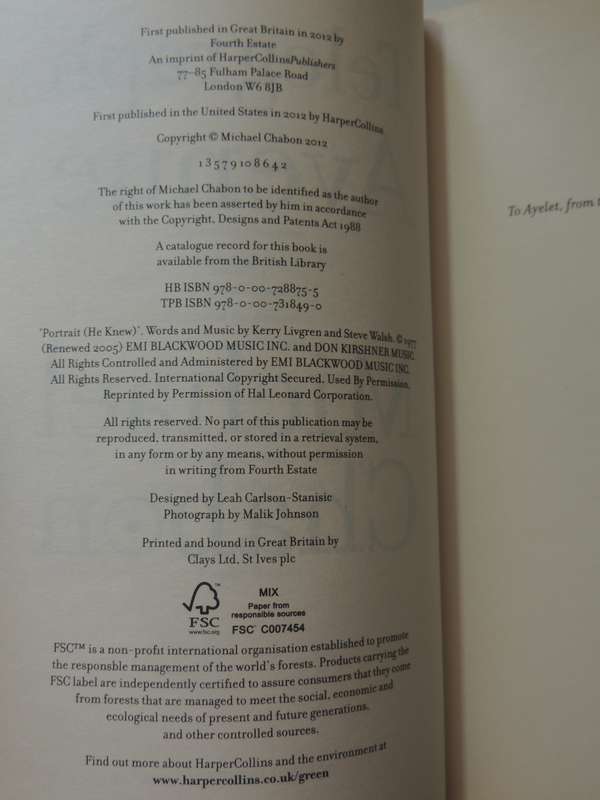 First published in Great Britain in 2012 by
Fourth Estate
An imprint of HarperCollinsPublishers
77–85 Fulham Palace Road
London W6 8JB
First published in the United States in 2012 by HarperCollins
Copyright © Michael Chabon 2012
1 3 5 7 9 10 8 6 4 2
The right of Michael Chabon to be identified as the author
of this work has been asserted by him in accordance
with the Copyright, Designs and Patents Act 1988
A catalogue record for this book is
available from the British Library
HB ISBN 978-0-00-728875-5
TPB ISBN 978-0-00-731849-0
"Portrait (He Knew)". Words and Music by Kerry Livgren and Steve Walsh. © 1977
(Renewed 2005) EMI BLACKWOOD MUSIC INC. and DON KIRSHNER MUSIC.
All Rights Controlled and Administered by EMI BLACKWOOD MUSIC INC.
All Rights Reserved. International Copyright Secured. Used By Permission.
Reprinted by Permission of Hal Leonard Corporation.
All rights reserved. No part of this publication may be
reproduced, transmitted, or stored in a retrieval system,
in any form or by any means, without permission
in writing from Fourth Estate
Designed by Leah Carlson-Stanisic
Photograph by Malik Johnson
Printed and bound in Great Britain by
Clays Ltd, St Ives plc
FSC
www.fsc.org
MIX
Paper from
responsible sources
FSC® C007454
FSC™ is a non-profit international organisation established to promote
the responsble management of the world's forests. Products carrying the
FSC label are independently certified to assure consumers that they come
from forests that are managed to meet the social, economic and
ecological needs of present and future generations,
and other controlled sources.
Find out more about HarperCollins and the environment at
www.harpercollins.co.uk/green
To Ayelet, from